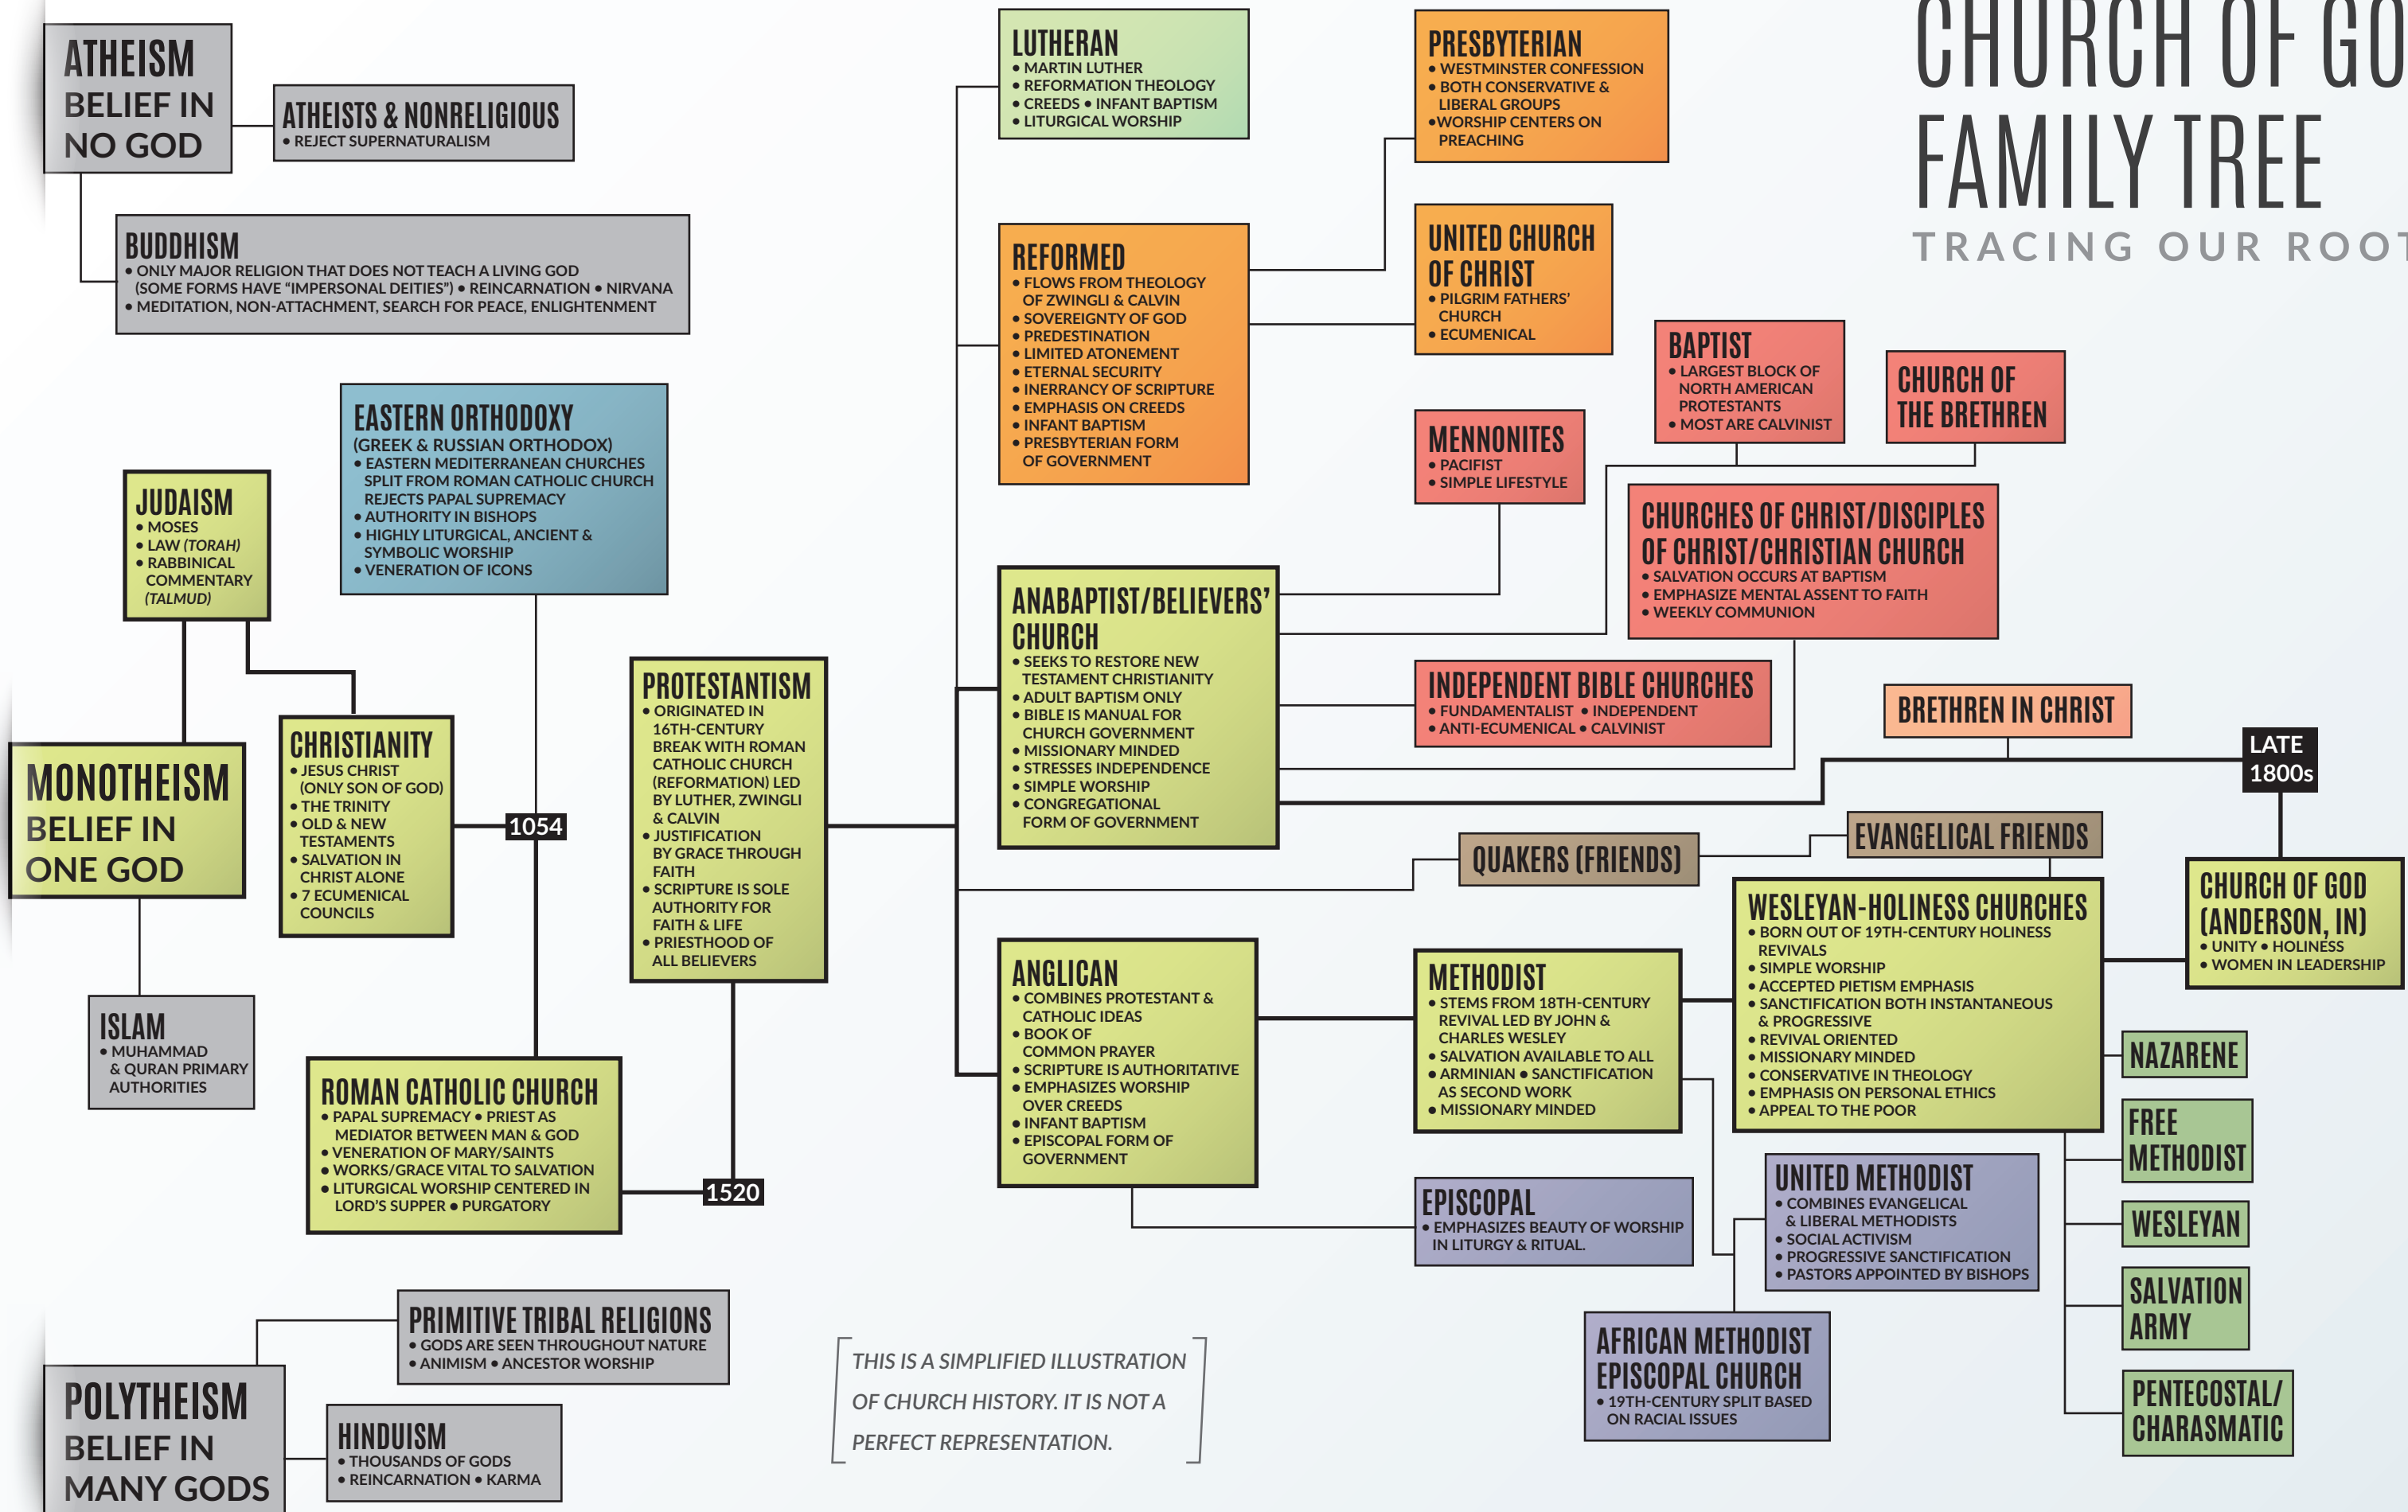 CHURCH OF GO
FAMILY TREE
TRACING OUR ROOT
ATHEISM
BELIEF IN
NO GOD
ATHEISTS & NONRELIGIOUS
• REJECT SUPERNATURALISM
BUDDHISM
• ONLY MAJOR RELIGION THAT DOES NOT TEACH A LIVING GOD
(SOME FORMS HAVE “IMPERSONAL DEITIES”) • REINCARNATION • NIRVANA
• MEDITATION, NON-ATTACHMENT, SEARCH FOR PEACE, ENLIGHTENMENT
JUDAISM
• MOSES
• LAW (TORAH)
• RABBINICAL
COMMENTARY
(TALMUD)
EASTERN ORTHODOXY
(GREEK & RUSSIAN ORTHODOX)
• EASTERN MEDITERRANEAN CHURCHES
SPLIT FROM ROMAN CATHOLIC CHURCH
REJECTS PAPAL SUPREMACY
• AUTHORITY IN BISHOPS
• HIGHLY LITURGICAL, ANCIENT &
SYMBOLIC WORSHIP
• VENERATION OF ICONS
MONOTHEISM
BELIEF IN
ONE GOD
CHRISTIANITY
• JESUS CHRIST
(ONLY SON OF GOD)
• THE TRINITY
• OLD & NEW
TESTAMENTS
• SALVATION IN
CHRIST ALONE
• 7 ECUMENICAL
COUNCILS
1054
ISLAM
• MUHAMMAD
& QURAN PRIMARY
AUTHORITIES
ROMAN CATHOLIC CHURCH
• PAPAL SUPREMACY • PRIEST AS
MEDIATOR BETWEEN MAN & GOD
• VENERATION OF MARY/SAINTS
• WORKS/GRACE VITAL TO SALVATION
• LITURGICAL WORSHIP CENTERED IN
LORD’S SUPPER • PURGATORY
1520
PROTESTANTISM
• ORIGINATED IN
16TH-CENTURY
BREAK WITH ROMAN
CATHOLIC CHURCH
(REFORMATION) LED
BY LUTHER, ZWINGLI
& CALVIN
• JUSTIFICATION
BY GRACE THROUGH
FAITH
• SCRIPTURE IS SOLE
AUTHORITY FOR
FAITH & LIFE
• PRIESTHOOD OF
ALL BELIEVERS
POLYTHEISM
BELIEF IN
MANY GODS
PRIMITIVE TRIBAL RELIGIONS
• GODS ARE SEEN THROUGHOUT NATURE
• ANIMISM • ANCESTOR WORSHIP
HINDUISM
• THOUSANDS OF GODS
• REINCARNATION • KARMA
LUTHERAN
• MARTIN LUTHER
• REFORMATION THEOLOGY
• CREEDS • INFANT BAPTISM
• LITURGICAL WORSHIP
REFORMED
• FLOWS FROM THEOLOGY
OF ZWINGLI & CALVIN
• SOVEREIGNTY OF GOD
• PREDESTINATION
• LIMITED ATONEMENT
• ETERNAL SECURITY
• INERRANCY OF SCRIPTURE
• EMPHASIS ON CREEDS
• INFANT BAPTISM
• PRESBYTERIAN FORM
OF GOVERNMENT
PRESBYTERIAN
• WESTMINSTER CONFESSION
• BOTH CONSERVATIVE &
LIBERAL GROUPS
•WORSHIP CENTERS ON
PREACHING
UNITED CHURCH
OF CHRIST
• PILGRIM FATHERS’
CHURCH
• ECUMENICAL
ANABAPTIST/BELIEVERS’
CHURCH
• SEEKS TO RESTORE NEW
TESTAMENT CHRISTIANITY
• ADULT BAPTISM ONLY
• BIBLE IS MANUAL FOR
CHURCH GOVERNMENT
• MISSIONARY MINDED
• STRESSES INDEPENDENCE
• SIMPLE WORSHIP
• CONGREGATIONAL
FORM OF GOVERNMENT
MENNONITES
• PACIFIST
• SIMPLE LIFESTYLE
BAPTIST
• LARGEST BLOCK OF
NORTH AMERICAN
PROTESTANTS
• MOST ARE CALVINIST
CHURCH OF
THE BRETHREN
CHURCHES OF CHRIST/DISCIPLES
OF CHRIST/CHRISTIAN CHURCH
• SALVATION OCCURS AT BAPTISM
• EMPHASIZE MENTAL ASSENT TO FAITH
• WEEKLY COMMUNION
INDEPENDENT BIBLE CHURCHES
• FUNDAMENTALIST • INDEPENDENT
• ANTI-ECUMENICAL • CALVINIST
BRETHREN IN CHRIST
LATE
1800s
QUAKERS (FRIENDS)
EVANGELICAL FRIENDS
ANGLICAN
• COMBINES PROTESTANT &
CATHOLIC IDEAS
• BOOK OF
COMMON PRAYER
• SCRIPTURE IS AUTHORITATIVE
• EMPHASIZES WORSHIP
OVER CREEDS
• INFANT BAPTISM
• EPISCOPAL FORM OF
GOVERNMENT
METHODIST
• STEMS FROM 18TH-CENTURY
REVIVAL LED BY JOHN &
CHARLES WESLEY
• SALVATION AVAILABLE TO ALL
• ARMINIAN • SANCTIFICATION
AS SECOND WORK
• MISSIONARY MINDED
WESLEYAN-HOLINESS CHURCHES
• BORN OUT OF 19TH-CENTURY HOLINESS
REVIVALS
• SIMPLE WORSHIP
• ACCEPTED PIETISM EMPHASIS
• SANCTIFICATION BOTH INSTANTANEOUS
& PROGRESSIVE
• REVIVAL ORIENTED
• MISSIONARY MINDED
• CONSERVATIVE IN THEOLOGY
• EMPHASIS ON PERSONAL ETHICS
• APPEAL TO THE POOR
CHURCH OF GOD
(ANDERSON, IN)
• UNITY • HOLINESS
• WOMEN IN LEADERSHIP
NAZARENE
FREE
METHODIST
WESLEYAN
SALVATION
ARMY
PENTECOSTAL/
CHARASMATIC
EPISCOPAL
• EMPHASIZES BEAUTY OF WORSHIP
IN LITURGY & RITUAL.
UNITED METHODIST
• COMBINES EVANGELICAL
& LIBERAL METHODISTS
• SOCIAL ACTIVISM
• PROGRESSIVE SANCTIFICATION
• PASTORS APPOINTED BY BISHOPS
AFRICAN METHODIST
EPISCOPAL CHURCH
• 19TH-CENTURY SPLIT BASED
ON RACIAL ISSUES
THIS IS A SIMPLIFIED ILLUSTRATION
OF CHURCH HISTORY. IT IS NOT A
PERFECT REPRESENTATION.